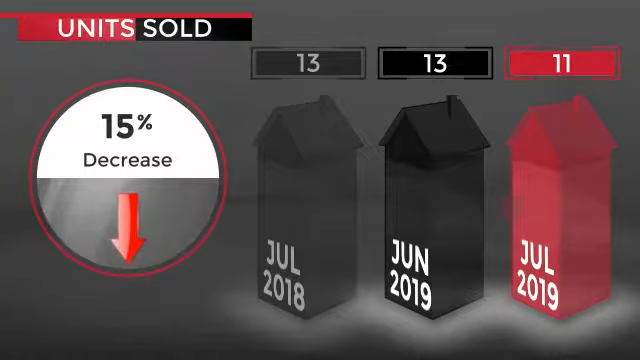 UNITS SOLD
13
13
11
15%
Decrease
JUL
2018
JUN
2019
JUL
2019